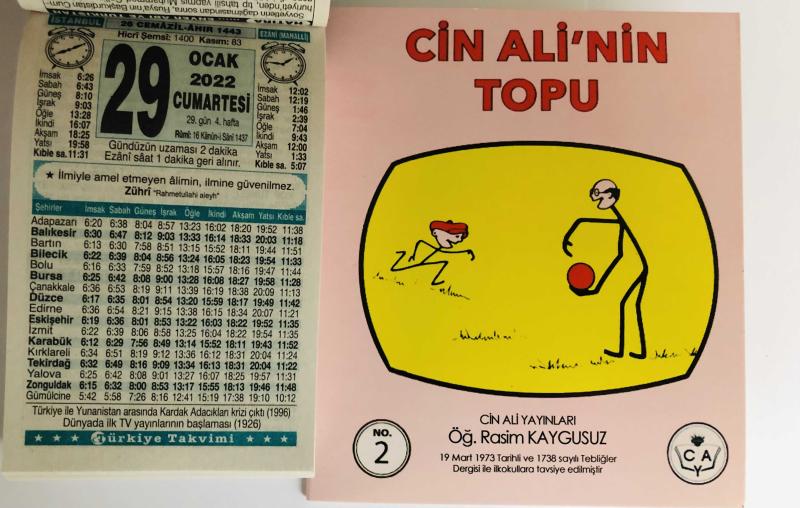 İSTANBUL
26 CEMÂZİL-ÂHIR 1443
EZÂNÎ (MAHALLÎ)
Hicrî Şemsî: 1400 Kasım: 83
29
OCAK
2022
CUMARTESİ
29. gün 4. hafta
Rûmî: 16 Kânûn-i Sânî 1437
İmsak 6:26
Sabah 6:43
Güneş 8:10
İşrak 9:03
Öğle 13:28
İkindi 16:07
Akşam 18:25
Yatsı 19:58
Kıble sa. 11:31
İmsak 12:02
Sabah 12:19
Güneş 1:46
İşrak 2:39
Öğle 7:04
İkindi 9:43
Akşam 12:00
Yatsı 1:33
Kıble sa. 5:07
Gündüzün uzaması 2 dakika
Ezânî sâat 1 dakika geri alınır.
★ İlmiyle amel etmeyen âlimin, ilmine güvenilmez.
Zührî "Rahmetullahi aleyh"
Şehirler İmsak Sabah Güneş İşrak Öğle İkindi Akşam Yatsı Kıble sa.
Adapazarı 6:20 6:38 8:04 8:57 13:23 16:02 18:20 19:52 11:38
Balıkesir 6:30 6:47 8:12 9:03 13:33 16:14 18:33 20:03 11:18
Bartın 6:13 6:30 7:58 8:51 13:15 15:52 18:11 19:44 11:51
Bilecik 6:22 6:39 8:04 8:56 13:24 16:05 18:23 19:54 11:33
Bolu 6:16 6:33 7:59 8:52 13:18 15:57 18:16 19:47 11:44
Bursa 6:25 6:42 8:08 9:00 13:28 16:08 18:27 19:58 11:28
Çanakkale 6:36 6:53 8:19 9:11 13:39 16:19 18:38 20:09 11:13
Düzce 6:17 6:35 8:01 8:54 13:20 15:59 18:17 19:49 11:42
Edirne 6:36 6:54 8:21 9:15 13:38 16:15 18:34 20:07 11:21
Eskişehir 6:19 6:36 8:01 8:53 13:22 16:03 18:22 19:52 11:35
İzmit 6:22 6:39 8:06 8:58 13:25 16:04 18:22 19:54 11:35
Karabük 6:12 6:29 7:56 8:49 13:14 15:52 18:11 19:43 11:52
Kırklareli 6:34 6:51 8:19 9:12 13:36 16:12 18:31 20:04 11:24
Tekirdağ 6:32 6:49 8:16 9:09 13:34 16:13 18:31 20:04 11:22
Yalova 6:25 6:42 8:09 9:01 13:27 16:07 18:25 19:57 11:31
Zonguldak 6:15 6:32 8:00 8:53 13:17 15:55 18:13 19:46 11:48
Gümülcine 5:42 5:58 7:26 8:16 12:41 15:19 17:38 19:10 10:12
Türkiye ile Yunanistan arasında Kardak Adacıkları krizi çıktı (1996)
Dünyada ilk TV yayınlarının başlaması (1926)
Türkiye Takvimi
CİN ALİ'NİN
TOPU
CİN ALİ YAYINLARI
Öğ. Rasim KAYGUSUZ
19 Mart 1973 Tarihli ve 1738 sayılı Tebliğler
Dergisi ile ilkokullara tavsiye edilmiştir
NO.
2
C A
Y